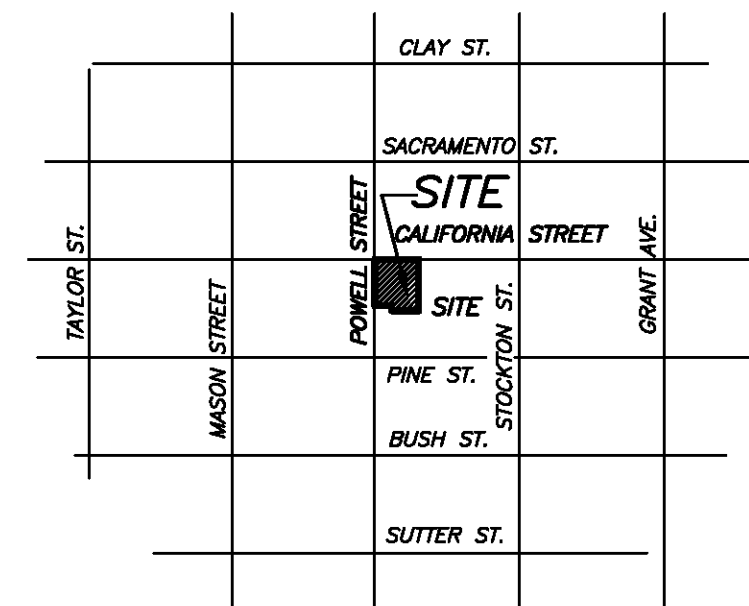 CLAY ST.
SACRAMENTO ST.
SITE
CALIFORNIA STREET
POWELL STREET
TAYLOR ST.
MASON STREET
SITE
STOCKTON ST.
GRANT AVE.
PINE ST.
BUSH ST.
SUTTER ST.